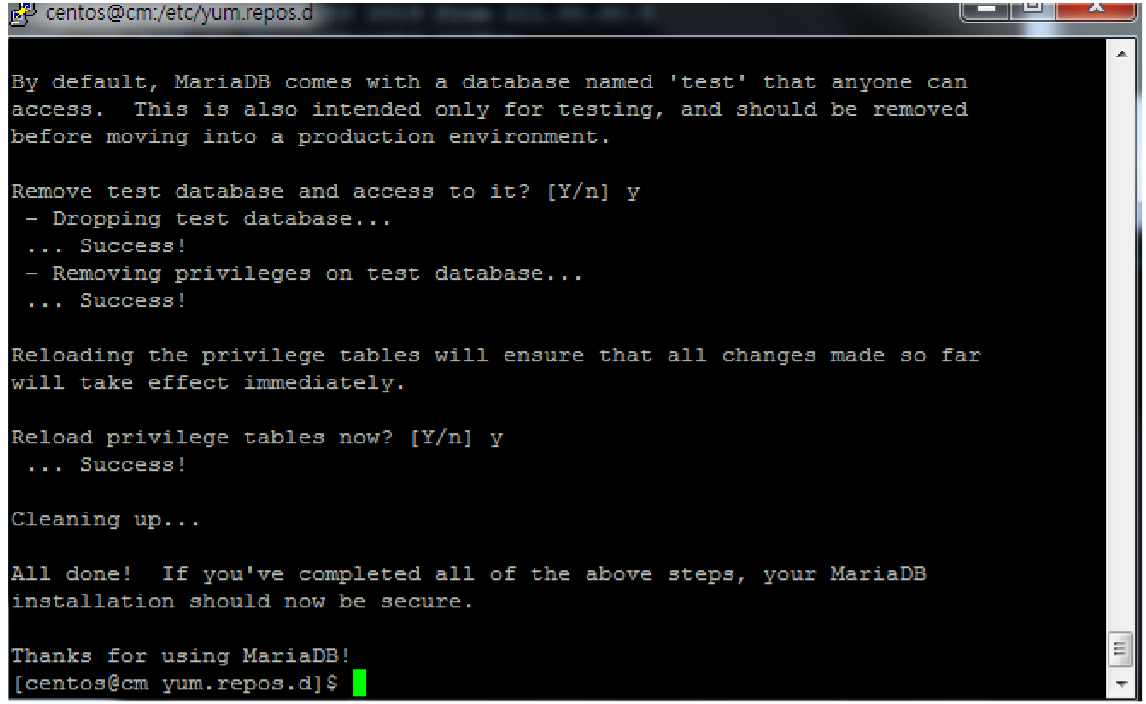 centos@cm:/etc/yum.repos.d
By default, MariaDB comes with a database named 'test' that anyone can
access.  This is also intended only for testing, and should be removed
before moving into a production environment.
Remove test database and access to it? [Y/n] y
 - Dropping test database...
 ... Success!
 - Removing privileges on test database...
 ... Success!
Reloading the privilege tables will ensure that all changes made so far
will take effect immediately.
Reload privilege tables now? [Y/n] y
 ... Success!
Cleaning up...
All done!  If you've completed all of the above steps, your MariaDB
installation should now be secure.
Thanks for using MariaDB!
[centos@cm yum.repos.d]$